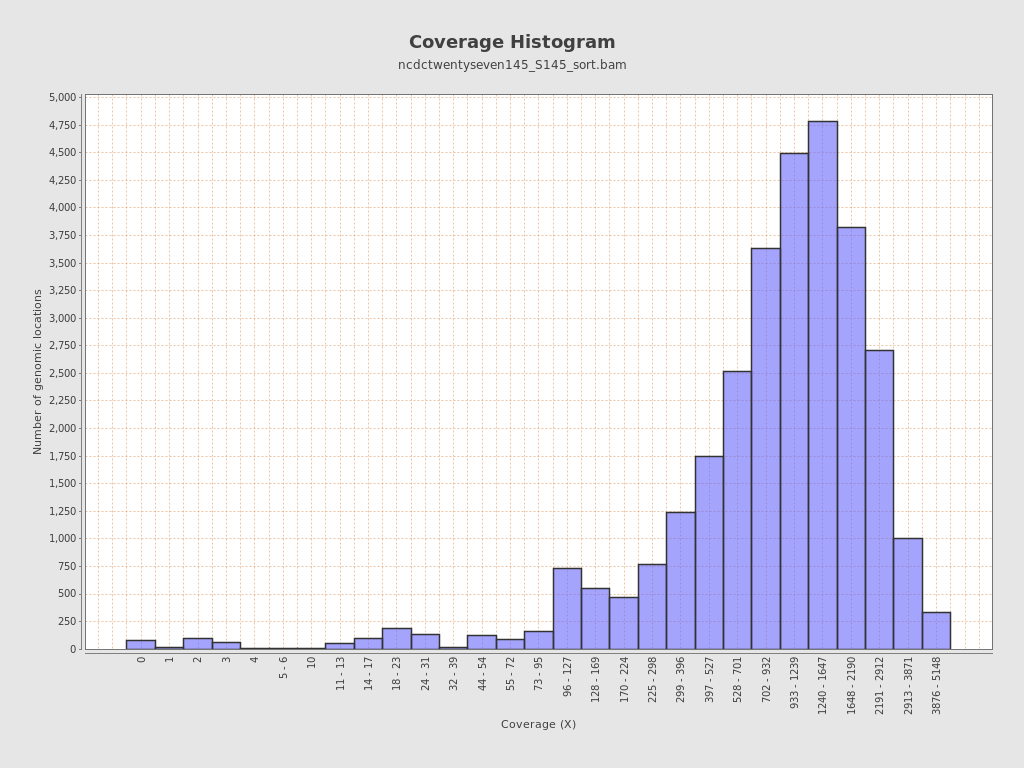 Coverage Histogram
ncdctwentyseven145_S145_sort.bam
5,000
4,750
4,500
4,250
4,000
3,750
3,500
3,250
3,000
2,750
2,500
2,250
2,000
1,750
1,500
1,250
1,000
750
500
250
0
Number of genomic locations
0
1
2
3
4
5 - 6
10
11 - 13
14 - 17
18 - 23
24 - 31
32 - 39
44 - 54
55 - 72
73 - 95
96 - 127
128 - 169
170 - 224
225 - 298
299 - 396
397 - 527
528 - 701
702 - 932
933 - 1239
1240 - 1647
1648 - 2190
2191 - 2912
2913 - 3871
3876 - 5148
Coverage (X)